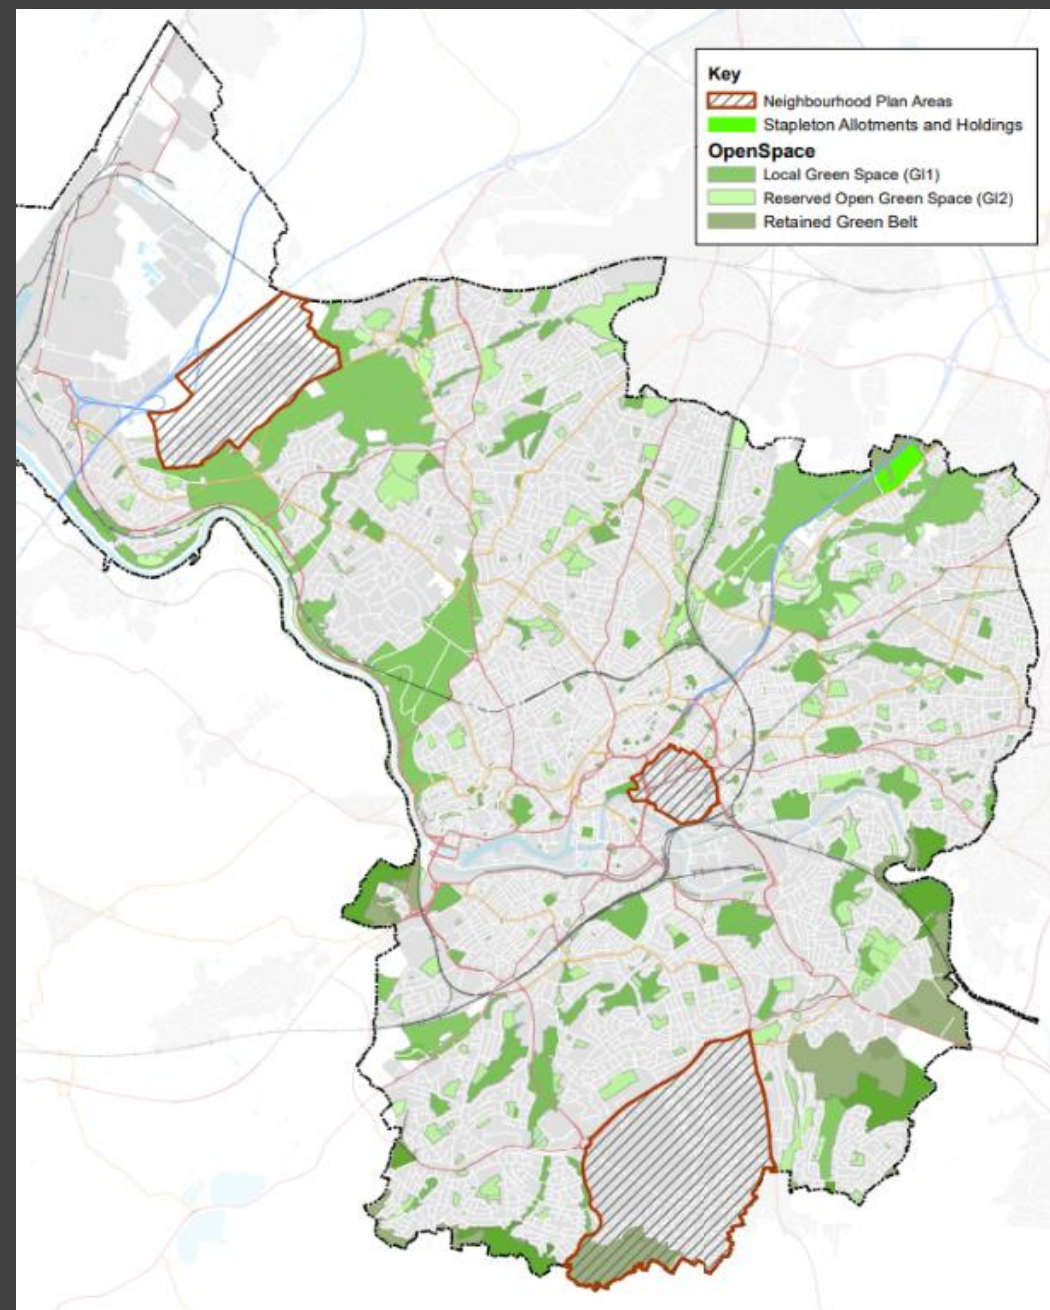 Key
Neighbourhood Plan Areas
Stapleton Allotments and Holdings
OpenSpace
Local Green Space (GI1)
Reserved Open Green Space (GI2)
Retained Green Belt